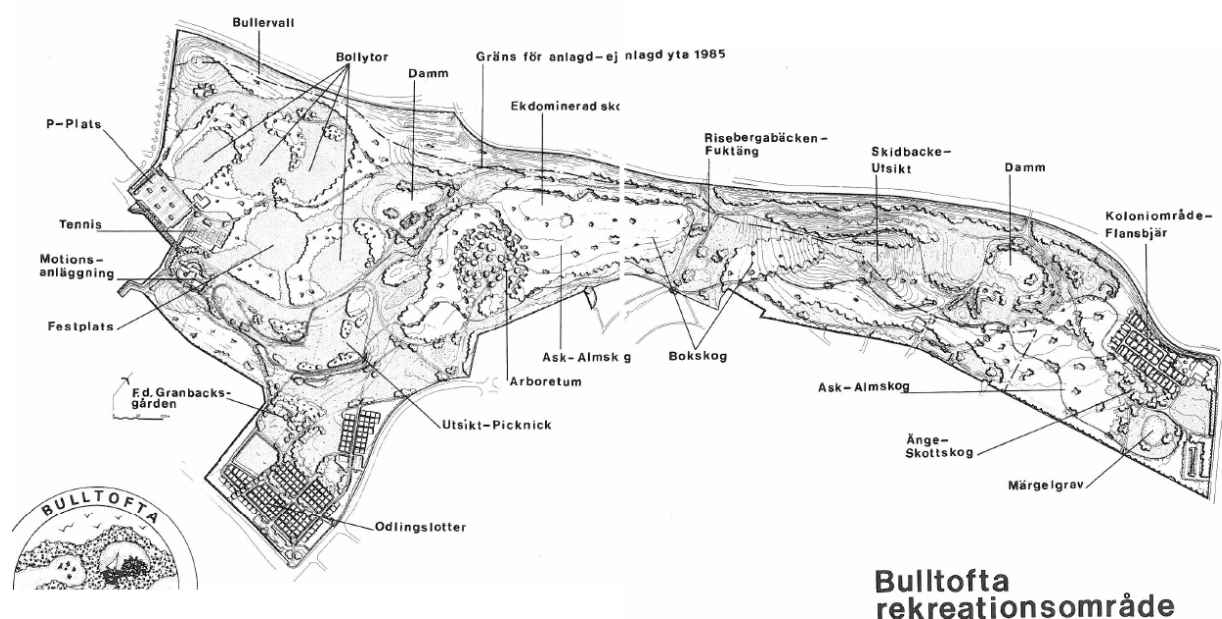 Bullervall
Bollytor
Gräns för anlagd-ej nlagd yta 1985
Damm
Ekdominerad sko
P-Plats
Risebergabäcken-
Fuktäng
Skidbacke-
Utsikt
Damm
Koloniområde-
Flansbjär
Tennis
Motions-
anläggning
Festplats
Ask-Almsk g
Bokskog
Arboretum
Ask-Almskog
F.d. Granbacks-
gården
Utsikt-Picknick
Änge-
Skottskog
Märgelgrav
Odlingslotter
BULLTOFTA
Bulltofta
rekreationsområde